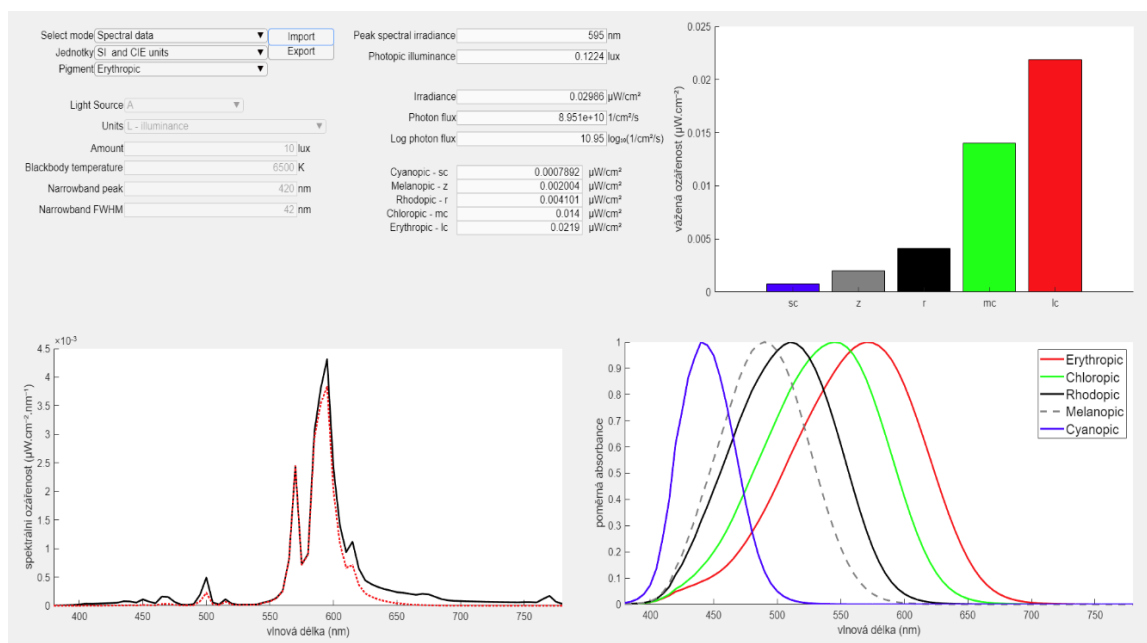 Select mode Spectral data Import
Jednotky SI and CIE units Export
Pigment Erythropic
Light Source A
Units L - illuminance
Amount 10 lux
Blackbody temperature 6500 K
Narrowband peak 420 nm
Narrowband FWHM 42 nm
Peak spectral irradiance 595 nm
Photopic illuminance 0.1224 lux
Irradiance 0.02986 µW/cm²
Photon flux 8.951e+10 1/cm²/s
Log photon flux 10.95 log₁₀(1/cm²/s)
Cyanopic - sc 0.0007892 µW/cm²
Melanopic - z 0.002004 µW/cm²
Rhodopic - r 0.004101 µW/cm²
Chloropic - mc 0.014 µW/cm²
Erythropic - lc 0.0219 µW/cm²
vážená ozářenost (µW.cm⁻²)
0.025
0.02
0.015
0.01
0.005
0
sc z r mc lc
×10⁻³
spektrálni ozářenost (µW.cm⁻².nm⁻¹)
4.5
4
3.5
3
2.5
2
1.5
1
0.5
0
400 450 500 550 600 650 700 750
vlnová délka (nm)
poměrná absorbance
1
0.9
0.8
0.7
0.6
0.5
0.4
0.3
0.2
0.1
0
400 450 500 550 600 650 700 750
vlnová délka (nm)
Erythropic
Chloropic
Rhodopic
Melanopic
Cyanopic